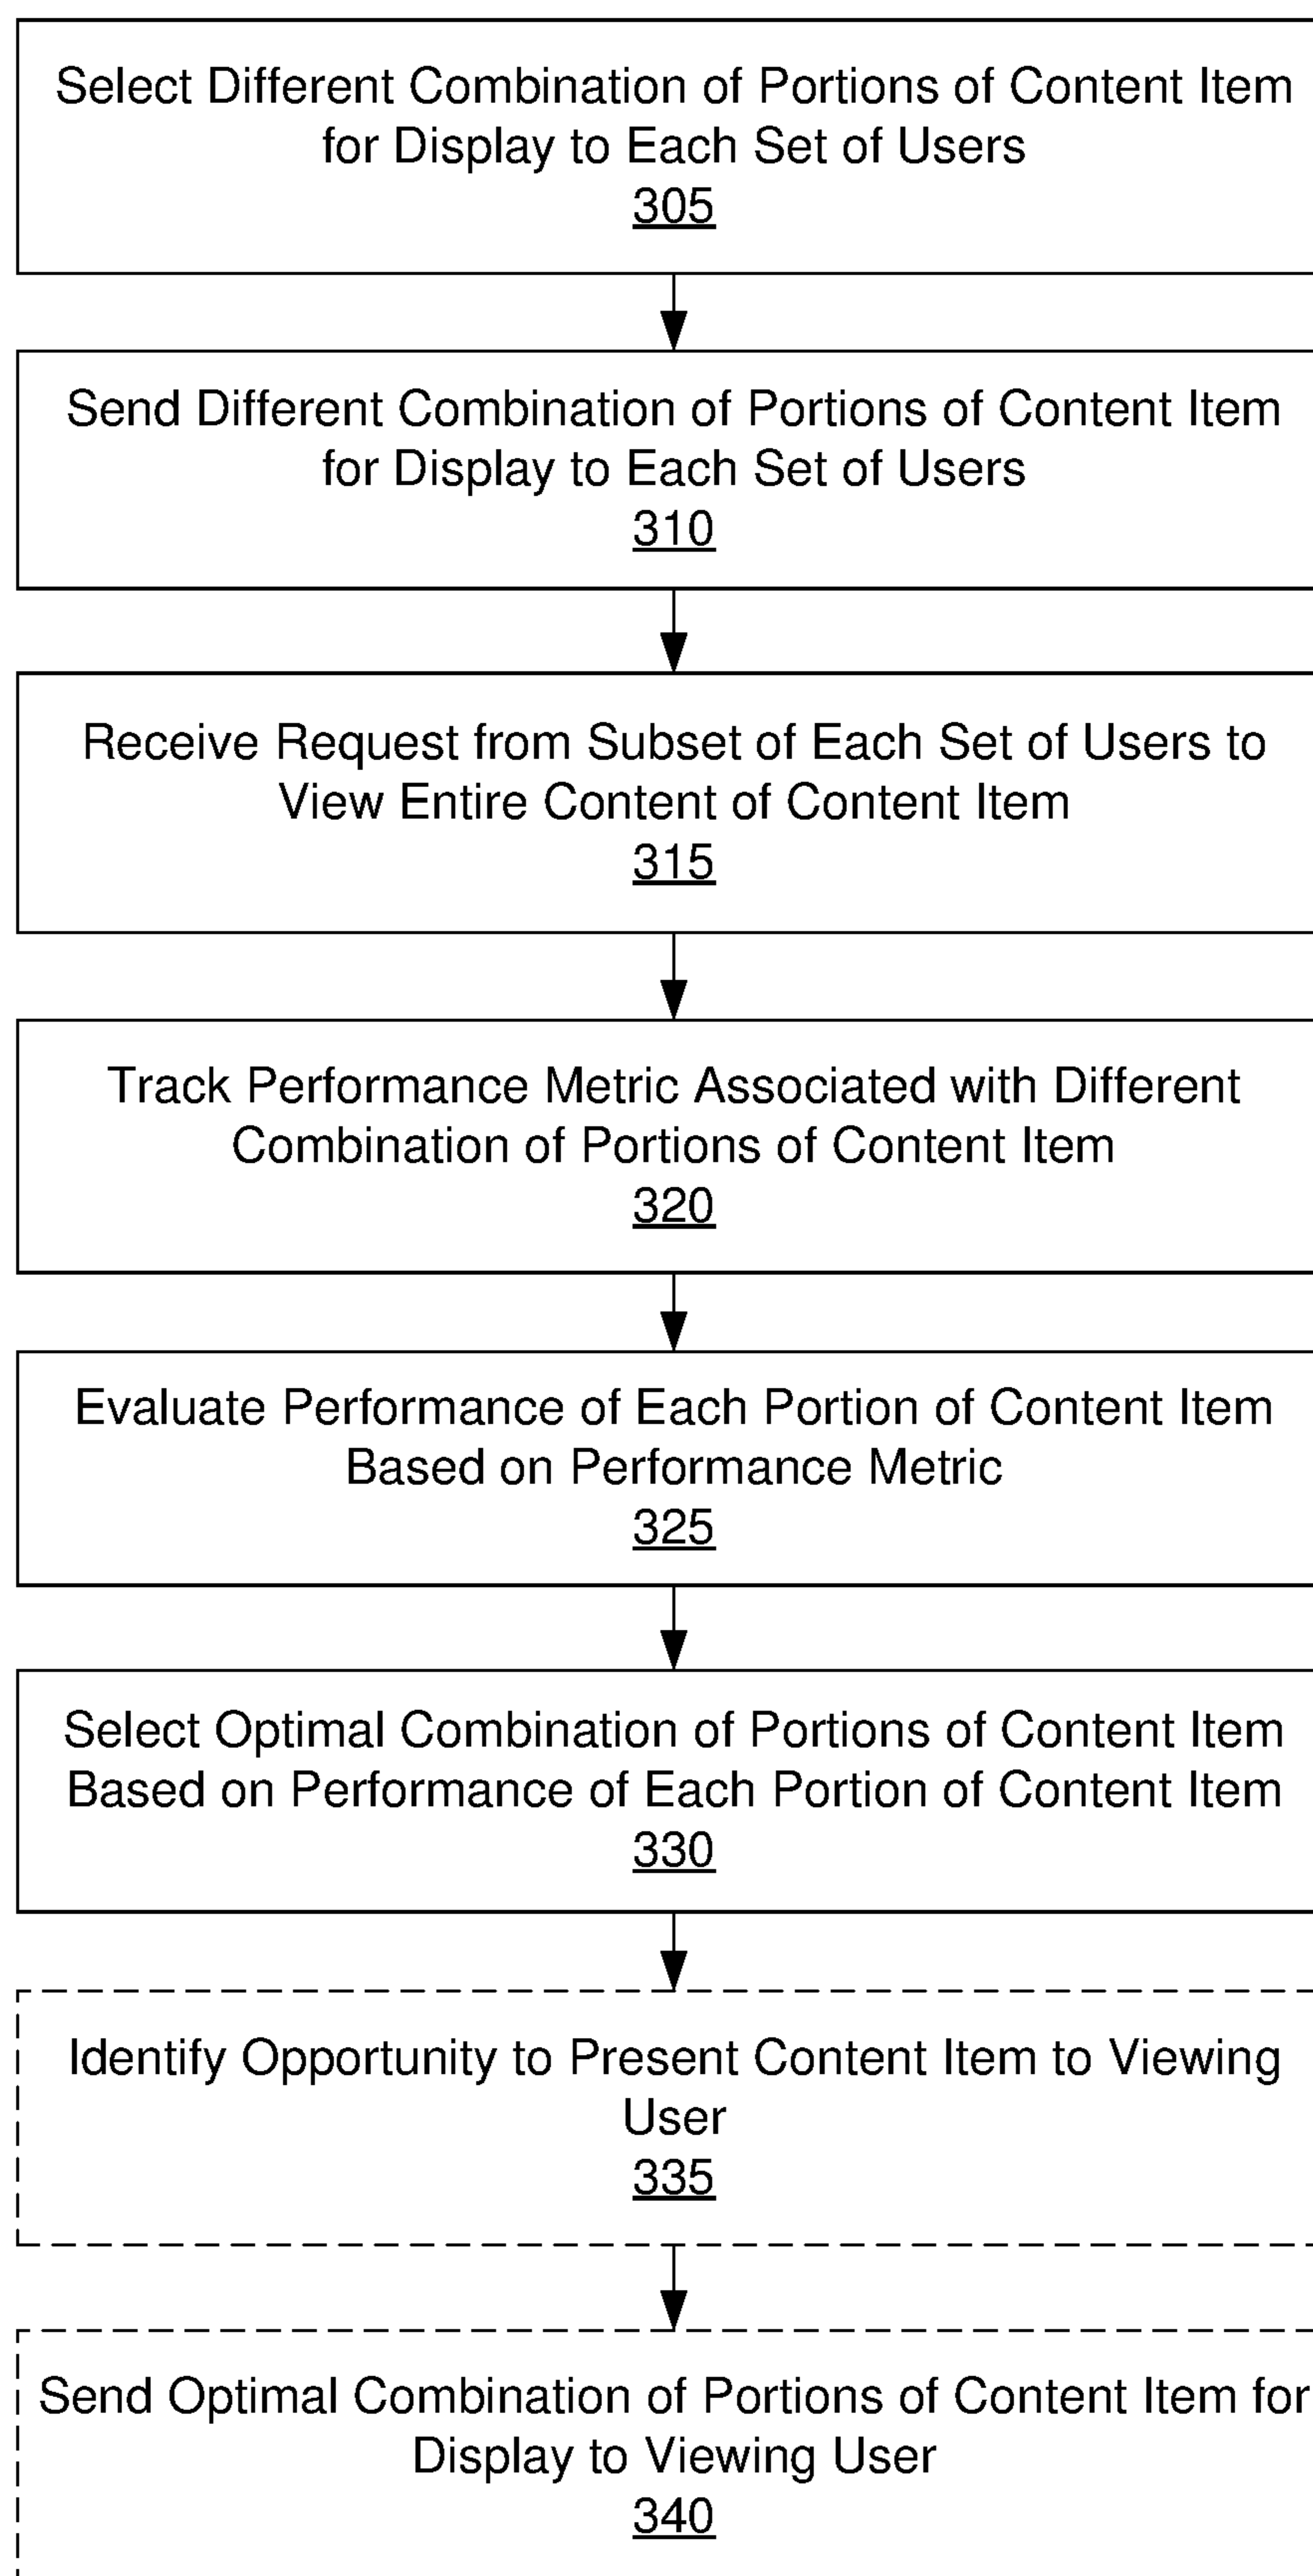 Select Different Combination of Portions of Content Item
for Display to Each Set of Users
305
Send Different Combination of Portions of Content Item
for Display to Each Set of Users
310
Receive Request from Subset of Each Set of Users to
View Entire Content of Content Item
315
Track Performance Metric Associated with Different
Combination of Portions of Content Item
320
Evaluate Performance of Each Portion of Content Item
Based on Performance Metric
325
Select Optimal Combination of Portions of Content Item
Based on Performance of Each Portion of Content Item
330
Identify Opportunity to Present Content Item to Viewing
User
335
Send Optimal Combination of Portions of Content Item for
Display to Viewing User
340